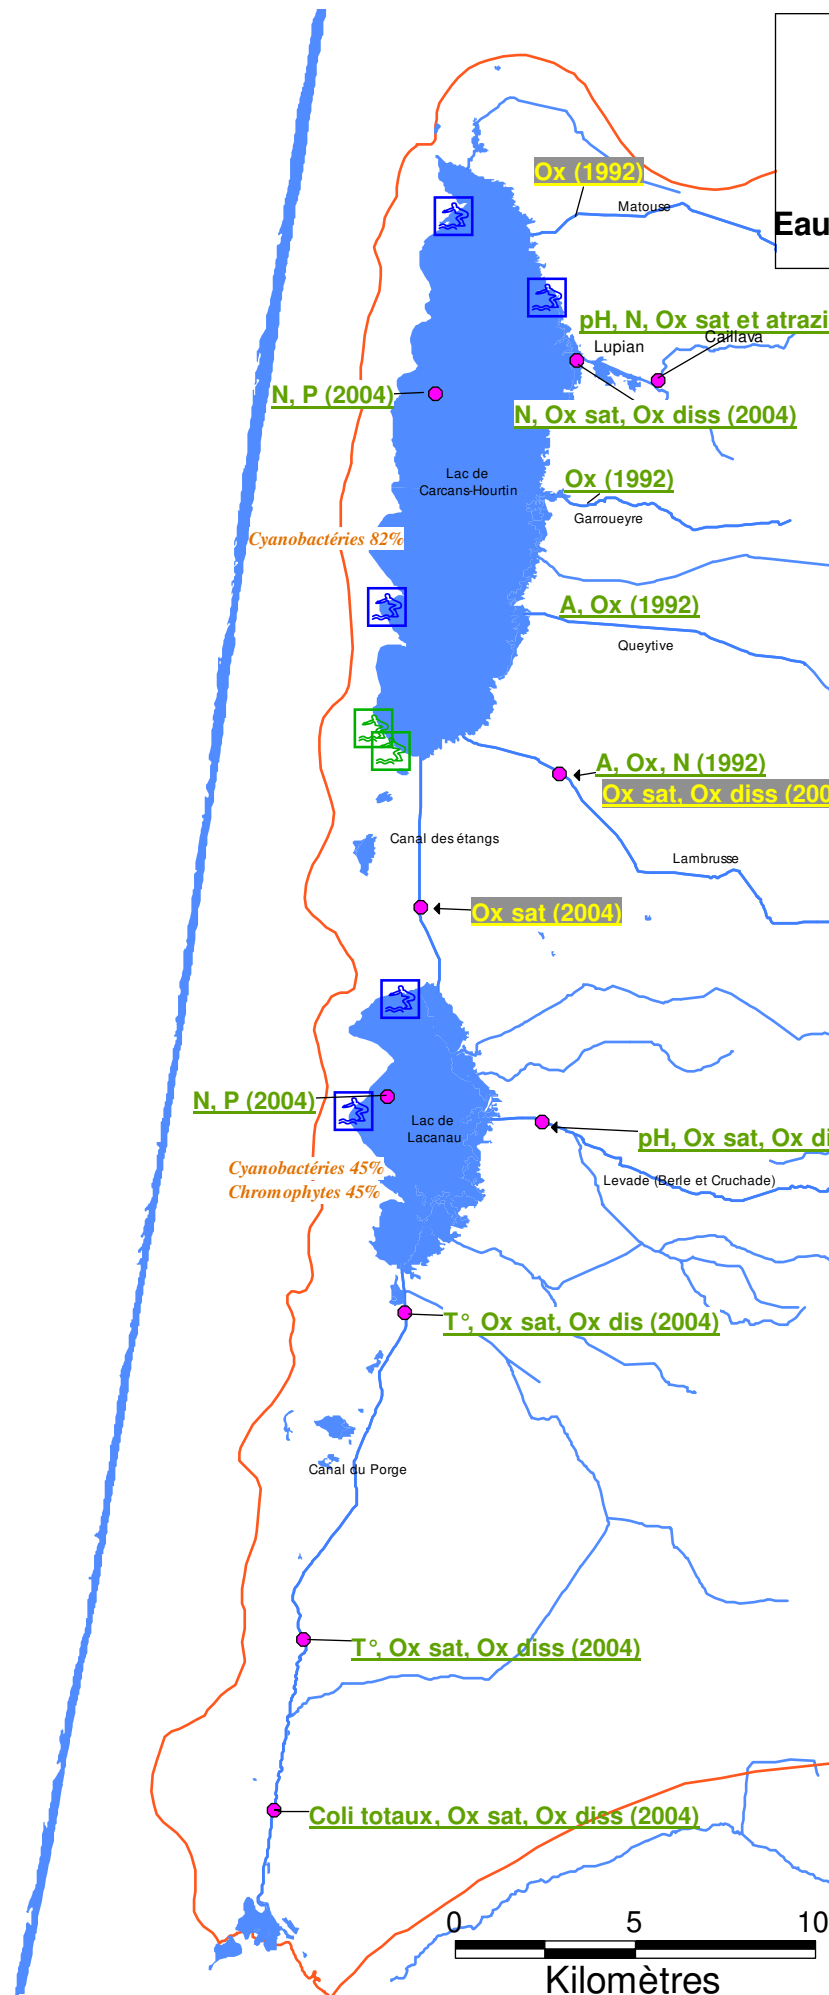 Ox (1992)
Matouse
Eau
pH, N, Ox sat et atrazi
Caillava
Lupian
N, P (2004)
N, Ox sat, Ox diss (2004)
Lac de
Carcans-Hourtin
Ox (1992)
Garroueyre
Cyanobactéries 82%
A, Ox (1992)
Queytive
A, Ox, N (1992)
Ox sat, Ox diss (200
Canal des étangs
Lambrusse
Ox sat (2004)
N, P (2004)
Lac de
Lacanau
pH, Ox sat, Ox di
Cyanobactéries 45%
Chromophytes 45%
Levade (Berle et Cruchade)
T°, Ox sat, Ox dis (2004)
Canal du Porge
T°, Ox sat, Ox diss (2004)
Coli totaux, Ox sat, Ox diss (2004)
0 5 10
Kilomètres